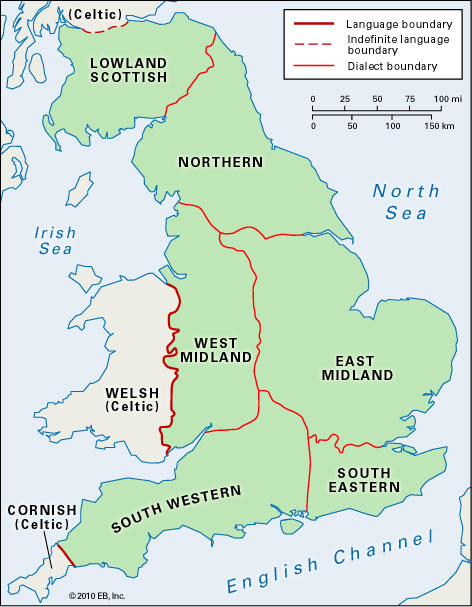 (Celtic)
Language boundary
Indefinite language
boundary
Dialect boundary
LOWLAND
SCOTTISH
0 25 50 75 100 mi
0 50 100 150 km
NORTHERN
North
Sea
Irish
Sea
WEST
MIDLAND
EAST
MIDLAND
WELSH
(Celtic)
SOUTH
EASTERN
SOUTH WESTERN
CORNISH
(Celtic)
English Channel
© 2010 EB, Inc.